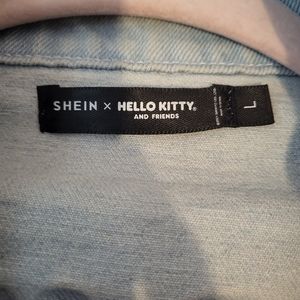 SHEIN × HELLO KITTY®
AND FRIENDS
L